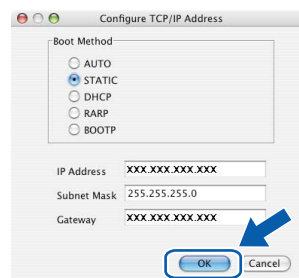 Configure TCP/IP Address
Boot Method
AUTO
STATIC
DHCP
RARP
BOOTP
IP Address XXX.XXX.XXX.XXX
Subnet Mask 255.255.255.0
Gateway XXX.XXX.XXX.XXX
OK Cancel